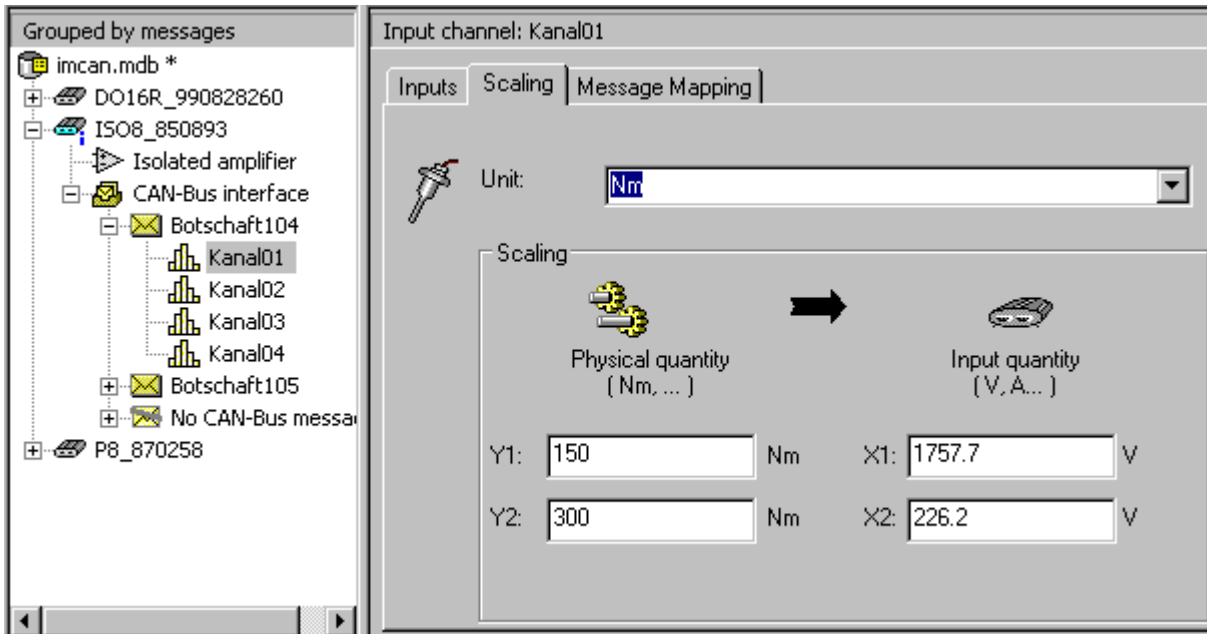 Grouped by messages
imcan.mdb *
DO16R_990828260
ISO8_850893
Isolated amplifier
CAN-Bus interface
Botschaft104
Kanal01
Kanal02
Kanal03
Kanal04
Botschaft105
No CAN-Bus messa
P8_870258
Input channel: Kanal01
Inputs Scaling Message Mapping
Unit: Nm
Scaling
Physical quantity
( Nm, ... )
Input quantity
( V, A... )
Y1: 150 Nm X1: 1757.7 V
Y2: 300 Nm X2: 226.2 V